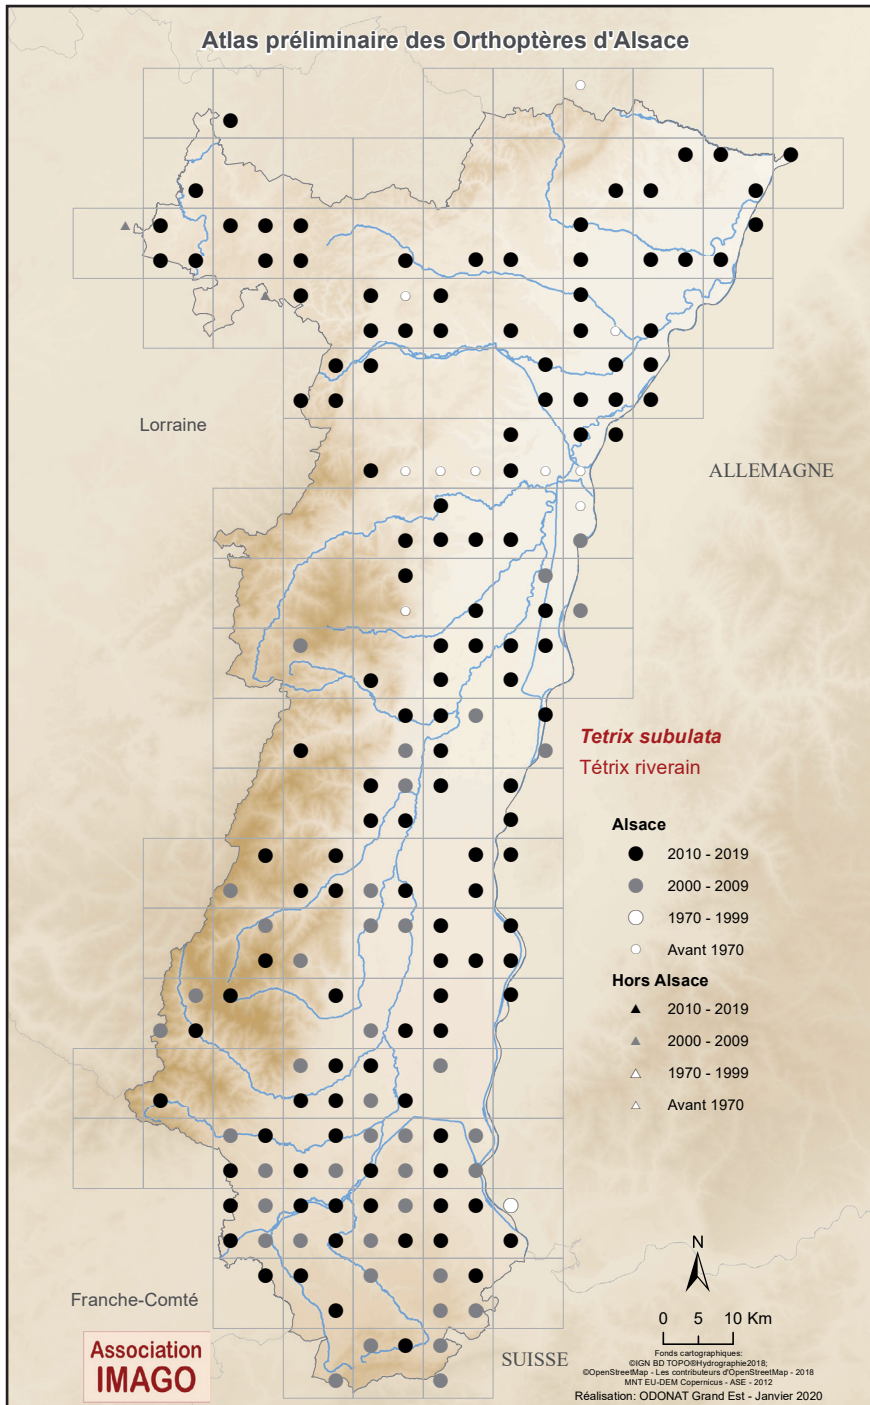 Atlas préliminaire des Orthoptères d'Alsace
Lorraine
ALLEMAGNE
Tetrix subulata
Tétrix riverain
Alsace
2010 - 2019
2000 - 2009
1970 - 1999
Avant 1970
Hors Alsace
2010 - 2019
2000 - 2009
1970 - 1999
Avant 1970
Franche-Comté
SUISSE
Association
IMAGO
N
0 5 10 Km
Fonds cartographiques:
©IGN BD TOPO®Hydrographie2018;
©OpenStreetMap - Les contributeurs d'OpenStreetMap - 2018
MNT EU-DEM Copernicus - ASE - 2012
Réalisation: ODONAT Grand Est - Janvier 2020